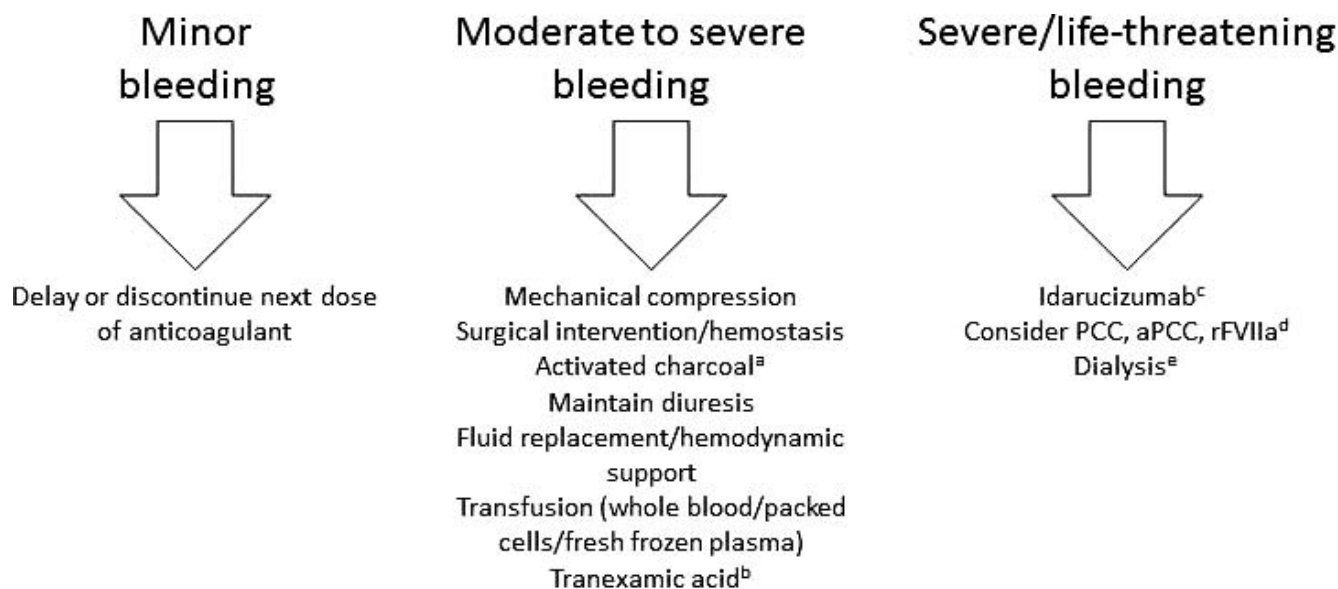 Minor
bleeding
Delay or discontinue next dose
of anticoagulant
Moderate to severe
bleeding
Mechanical compression
Surgical intervention/hemostasis
Activated charcoalᵃ
Maintain diuresis
Fluid replacement/hemodynamic
support
Transfusion (whole blood/packed
cells/fresh frozen plasma)
Tranexamic acidᵇ
Severe/life-threatening
bleeding
Idarucizumabᶜ
Consider PCC, aPCC, rFVIIaᵈ
Dialysisᵉ